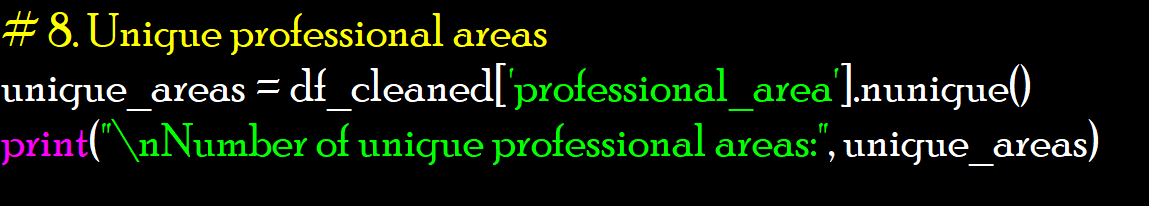 # 8. Unique professional areas
unique_areas = df_cleaned['professional_area'].nunique()
print("\nNumber of unique professional areas:", unique_areas)